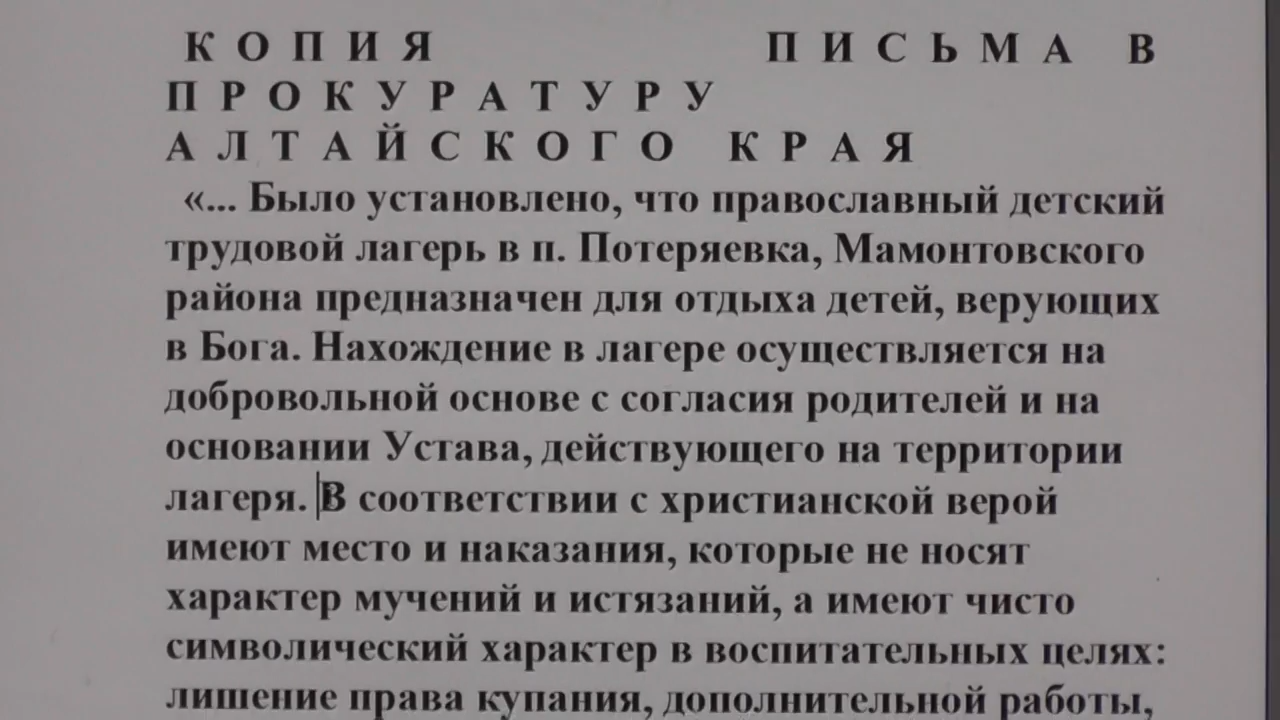 К О П И Я П И С Ь М А В
П Р О К У Р А Т У Р У
А Л Т А Й С К О Г О К Р А Я
«... Было установлено, что православный детский
трудовой лагерь в п. Потеряевка, Мамонтовского
района предназначен для отдыха детей, верующих
в Бога. Нахождение в лагере осуществляется на
добровольной основе с согласия родителей и на
основании Устава, действующего на территории
лагеря. В соответствии с христианской верой
имеют место и наказания, которые не носят
характер мучений и истязаний, а имеют чисто
символический характер в воспитательных целях:
лишение права купания, дополнительной работы,